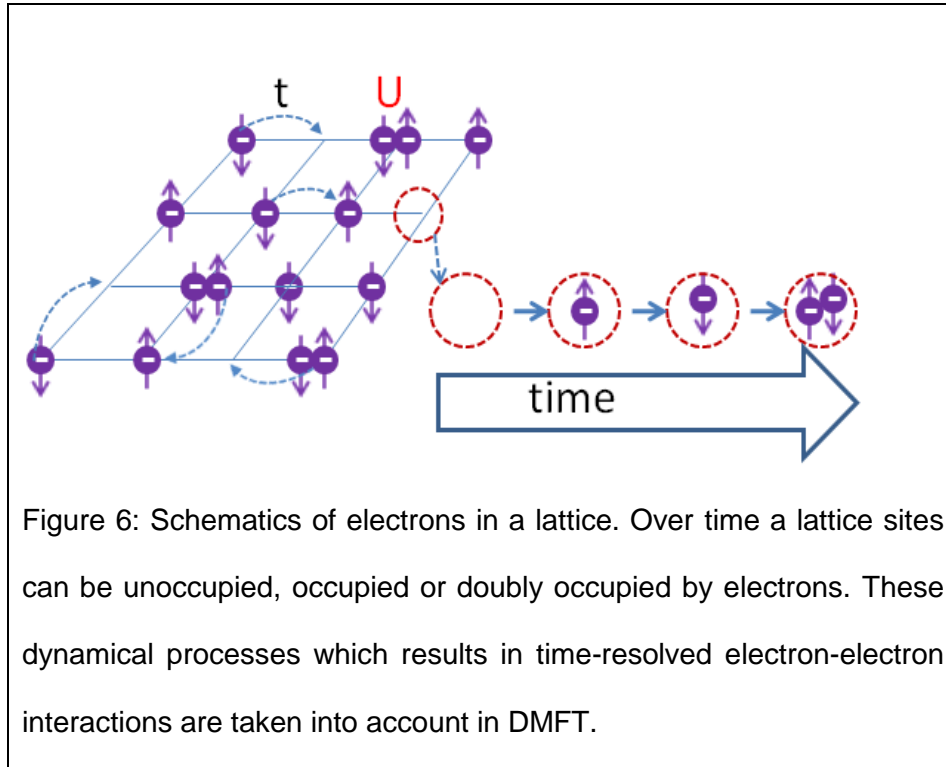 t
U
time
Figure 6: Schematics of electrons in a lattice. Over time a lattice sites
can be unoccupied, occupied or doubly occupied by electrons. These
dynamical processes which results in time-resolved electron-electron
interactions are taken into account in DMFT.